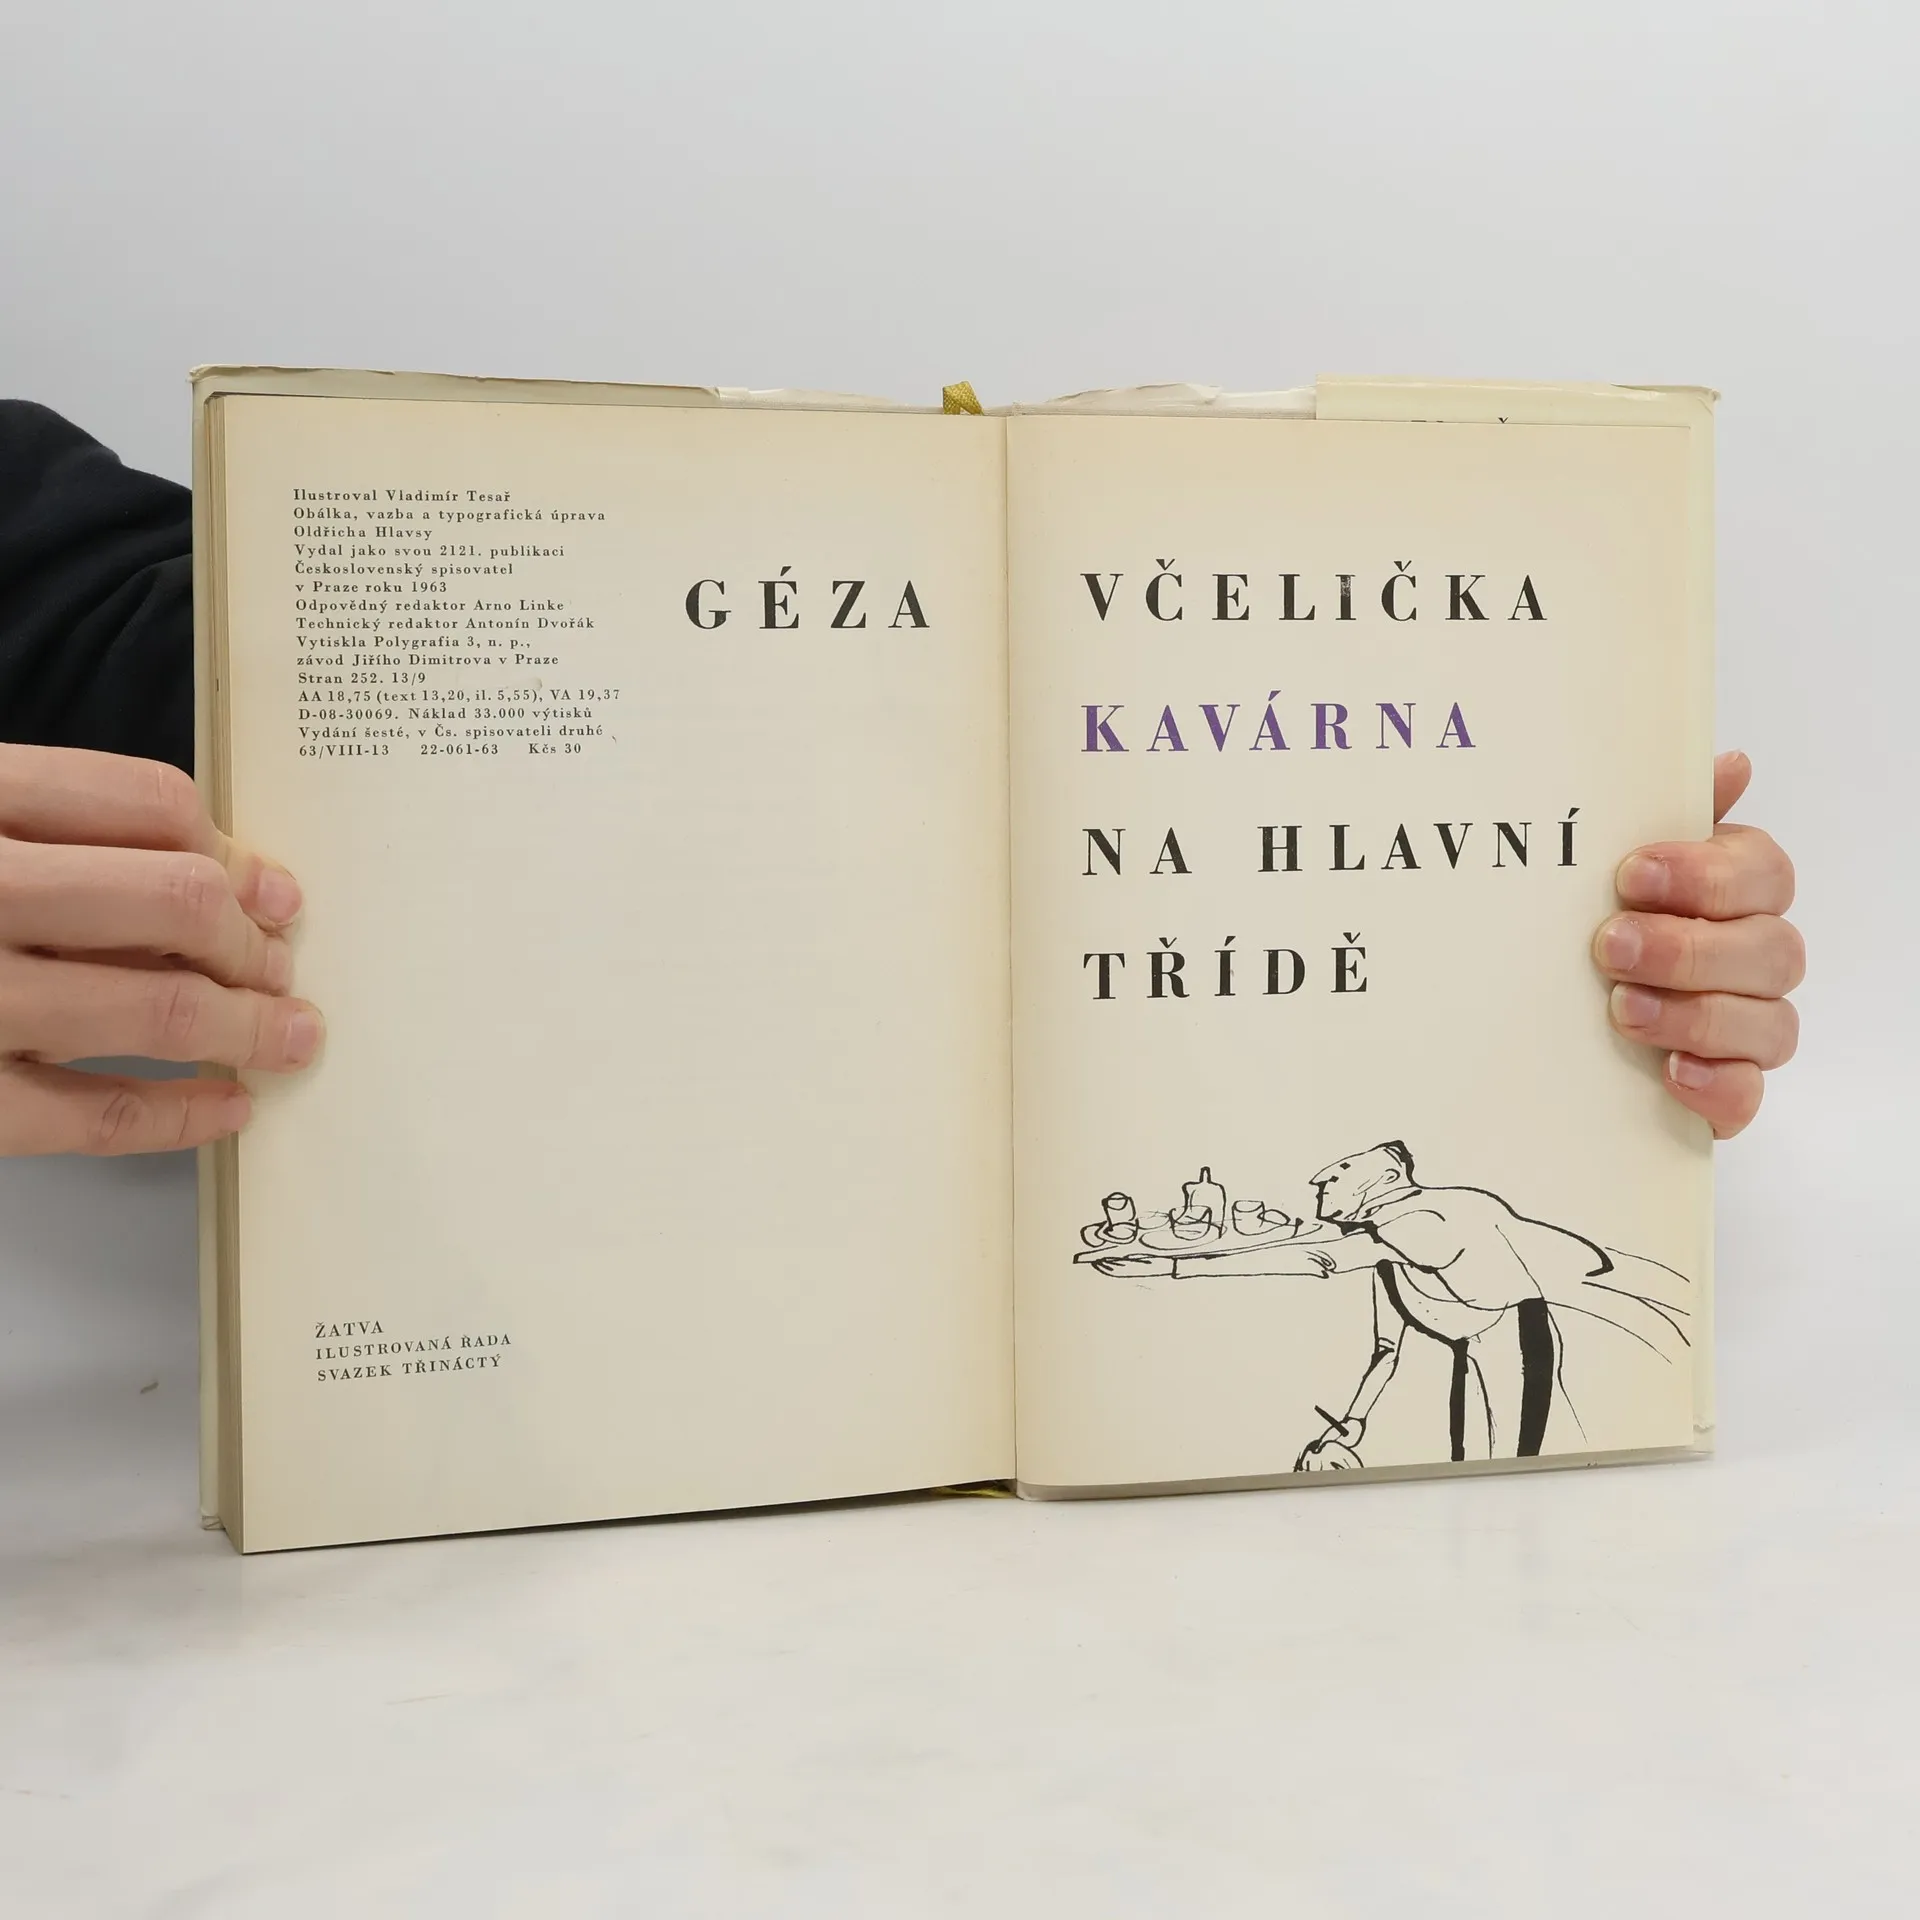 Ilustroval Vladimír Tesař
Obálka, vazba a typografická úprava
Oldřicha Hlavsy
Vydal jako svou 2121. publikaci
Československý spisovatel
v Praze roku 1963
Odpovědný redaktor Arno Linke
Technický redaktor Antonín Dvořák
Vytiskla Polygrafia 3, n. p.,
závod Jiřího Dimitrova v Praze
Stran 252. 13/9
AA 18,75 (text 13,20, il. 5,55), VA 19,37
D-08-30069. Náklad 33.000 výtisků
Vydání šesté, v Čs. spisovateli druhé
63/VIII-13 22-061-63 Kčs 30
ŽATVA
ILUSTROVANÁ ŘADA
SVAZEK TŘINÁCTÝ
GÉZA VČELIČKA
KAVÁRNA
NA HLAVNÍ
TŘÍDĚ